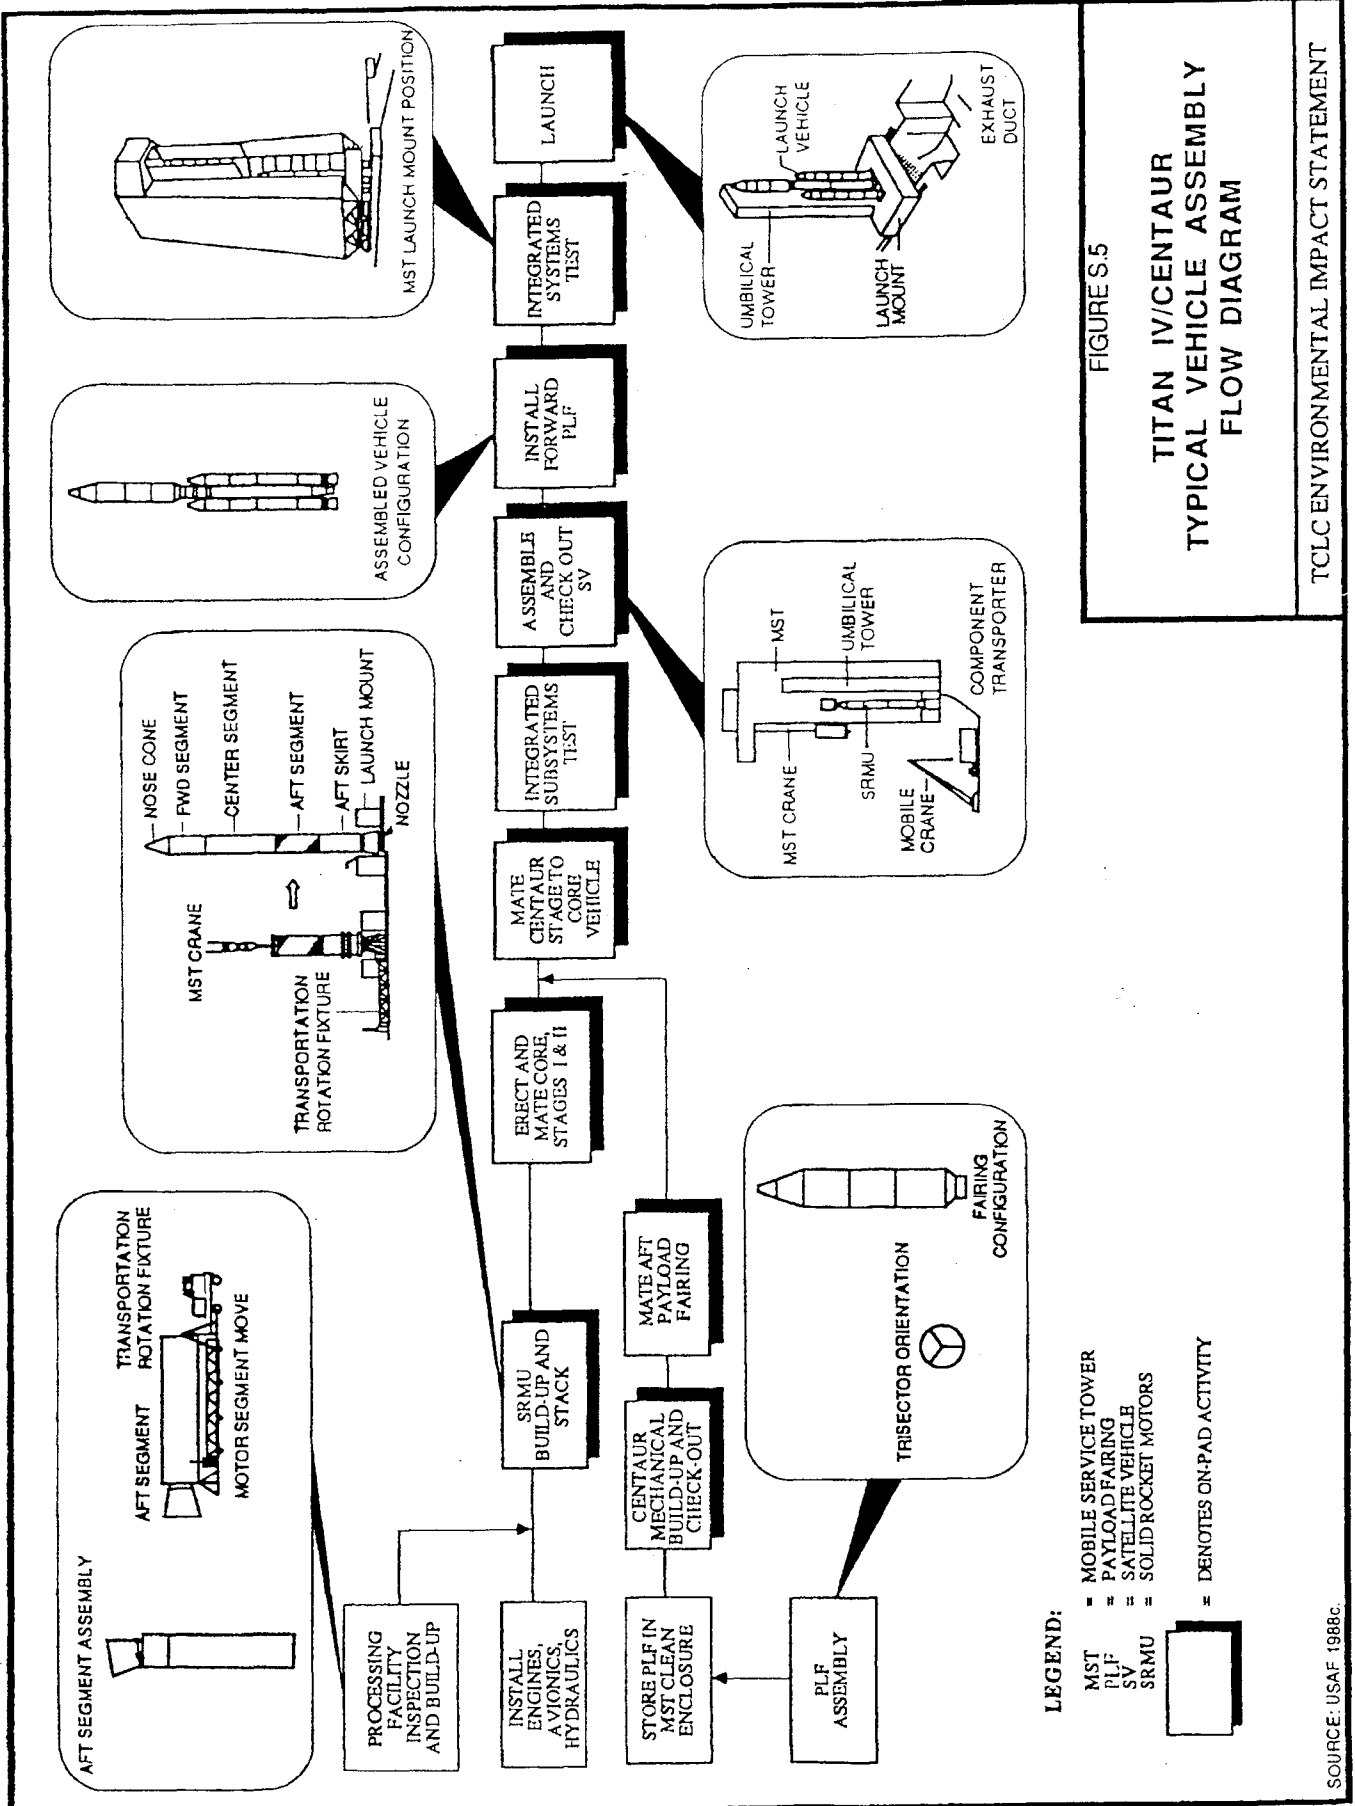 AFT SEGMENT ASSEMBLY
AFT SEGMENT
TRANSPORTATION
ROTATION FIXTURE
MOTOR SEGMENT MOVE
MST CRANE
TRANSPORTATION
ROTATION FIXTURE
NOSE CONE
FWD SEGMENT
CENTER SEGMENT
AFT SEGMENT
AFT SKIRT
LAUNCH MOUNT
NOZZLE
ASSEMBLED VEHICLE
CONFIGURATION
MST LAUNCH MOUNT POSITION
PROCESSING
FACILITY
INSPECTION
AND BUILD-UP
INSTALL
ENGINES,
AVIONICS,
HYDRAULICS
SRMU
BUILD-UP AND
STACK
ERECT AND
MATE CORE,
STAGES I & II
MATE
CENTAUR
STAGE TO
CORE
VEHICLE
INTEGRATED
SUBSYSTEMS
TEST
ASSEMBLE
AND
CHECK OUT
SV
INSTALL
FORWARD
PLF
INTEGRATED
SYSTEMS
TEST
LAUNCH
STORE PLF IN
MST CLEAN
ENCLOSURE
CENTAUR
MECHANICAL
BUILD-UP AND
CHECK-OUT
MATE AFT
PAYLOAD
FAIRING
PLF
ASSEMBLY
TRISECTOR ORIENTATION
FAIRING
CONFIGURATION
MST CRANE
SRMU
MOBILE
CRANE
MST
UMBILICAL
TOWER
COMPONENT
TRANSPORTER
UMBILICAL
TOWER
LAUNCH
VEHICLE
LAUNCH
MOUNT
EXHAUST
DUCT
LEGEND:
MST = MOBILE SERVICE TOWER
PLF = PAYLOAD FAIRING
SV = SATELLITE VEHICLE
SRMU = SOLID ROCKET MOTORS
= DENOTES ON-PAD ACTIVITY
SOURCE: USAF 1988c.
FIGURE S.5
TITAN IV/CENTAUR
TYPICAL VEHICLE ASSEMBLY
FLOW DIAGRAM
TCLC ENVIRONMENTAL IMPACT STATEMENT